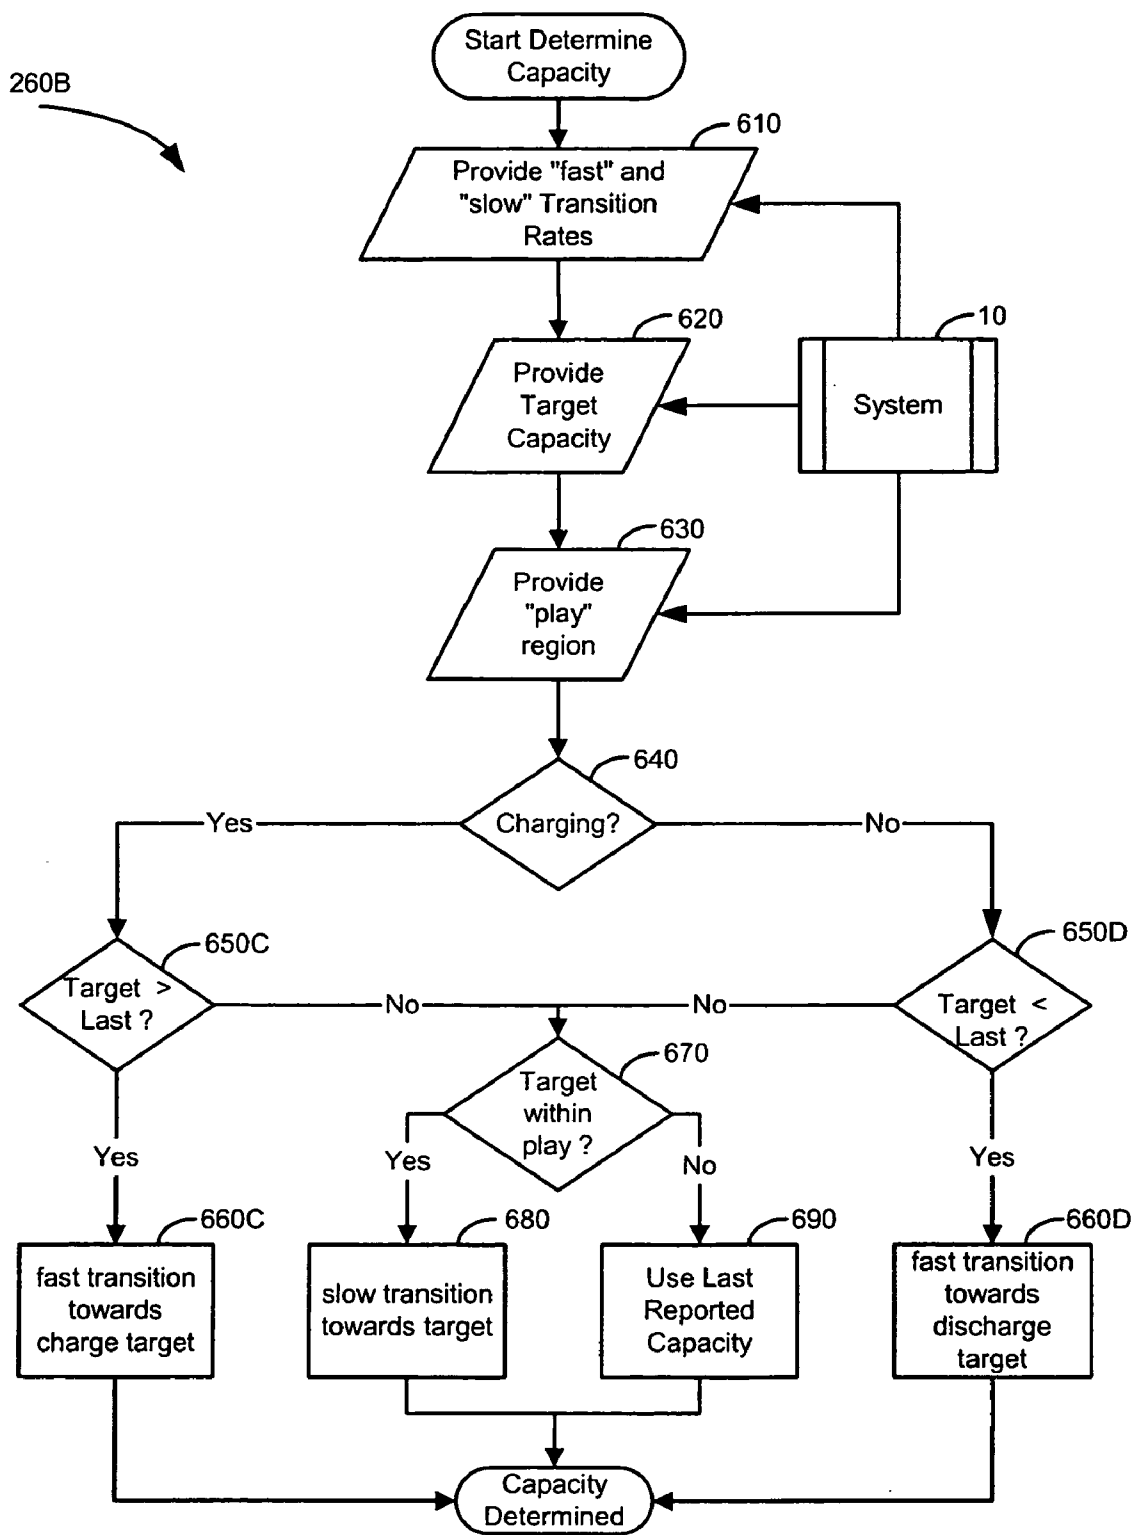 Start Determine
Capacity
260B
610
Provide "fast" and
"slow" Transition
Rates
620
10
Provide
Target
Capacity
System
630
Provide
"play"
region
640
Charging?
Yes
No
650C
650D
Target >
Last ?
No
No
Target <
Last ?
670
Target
within
play ?
Yes
Yes
No
Yes
660C
680
690
660D
fast transition
towards
charge target
slow transition
towards target
Use Last
Reported
Capacity
fast transition
towards
discharge
target
Capacity
Determined